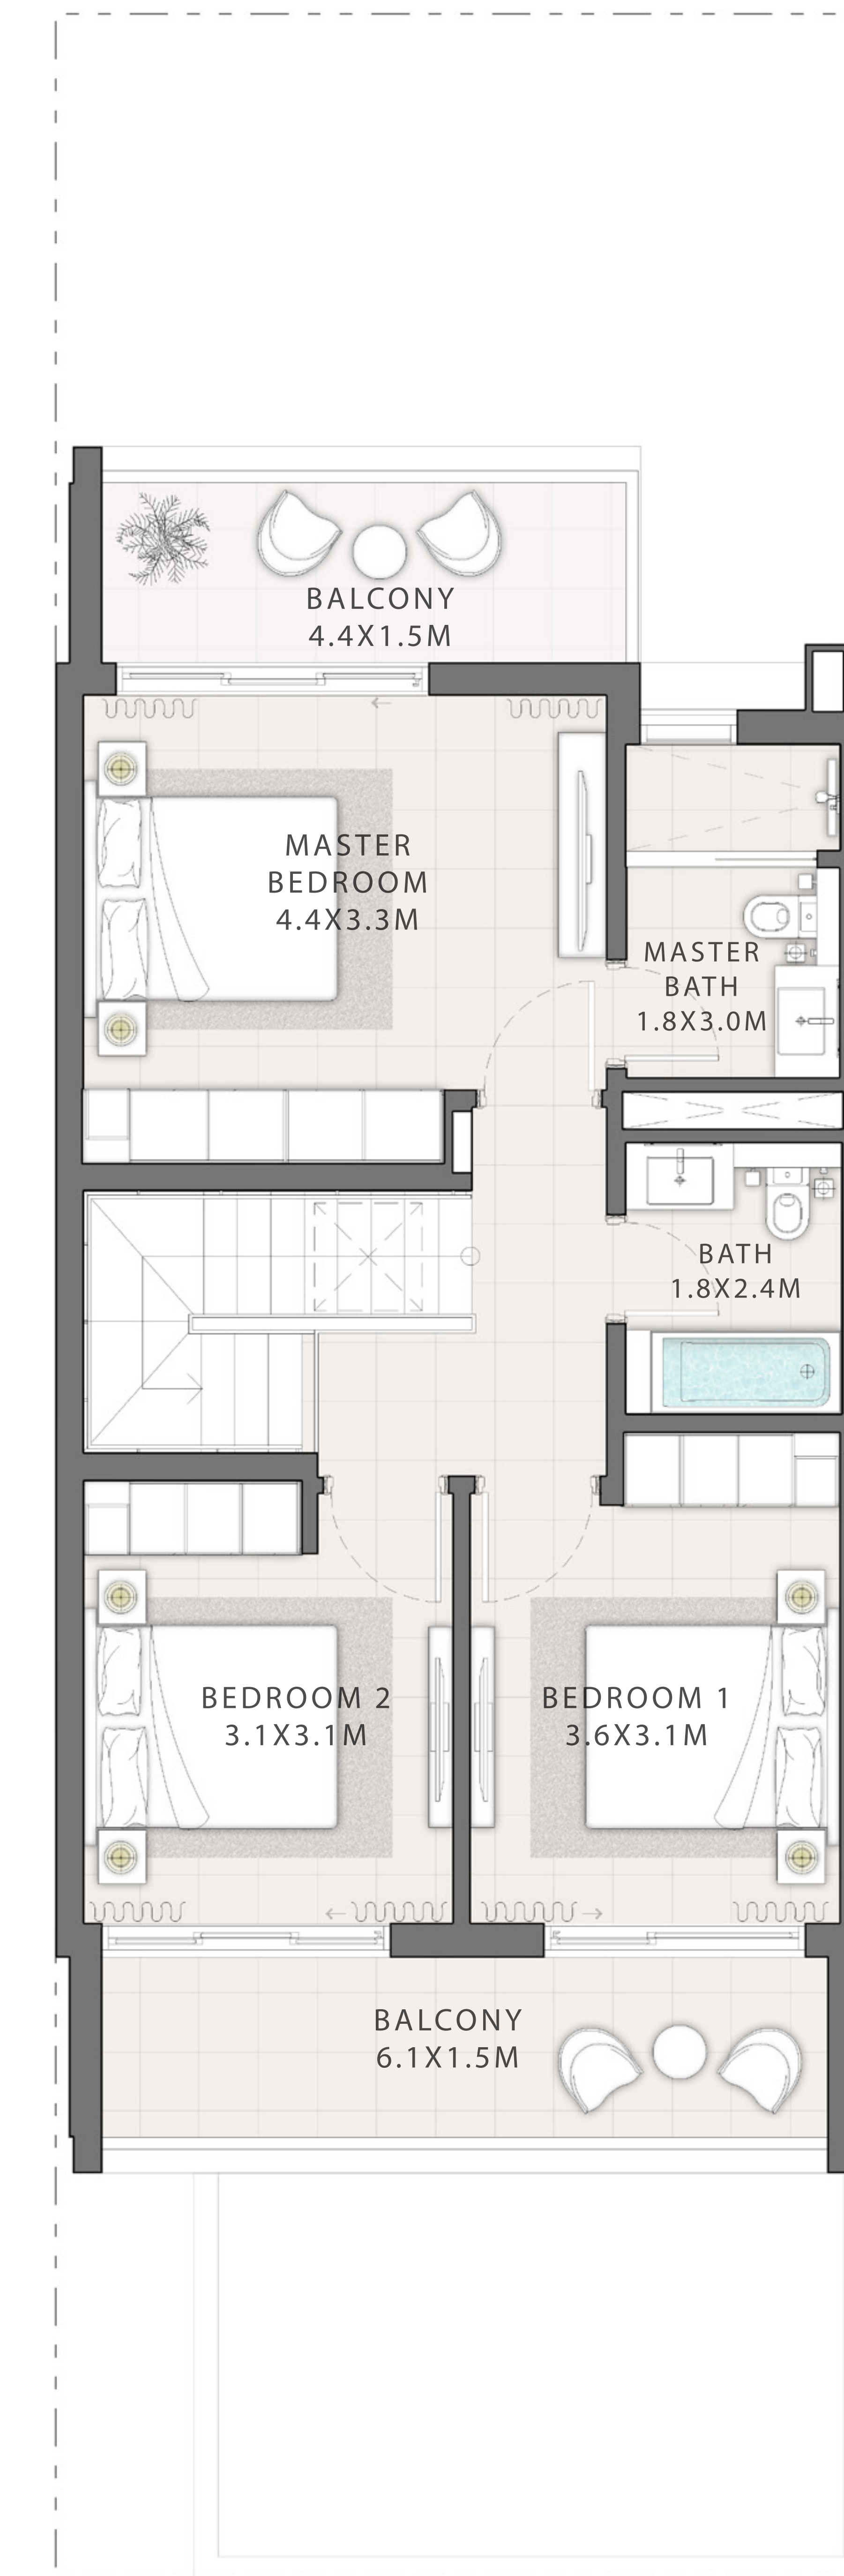 BALCONY
4.4X1.5M
MASTER
BEDROOM
4.4X3.3M
MASTER
BATH
1.8X3.0M
BATH
1.8X2.4M
BEDROOM 2
3.1X3.1M
BEDROOM 1
3.6X3.1M
BALCONY
6.1X1.5M